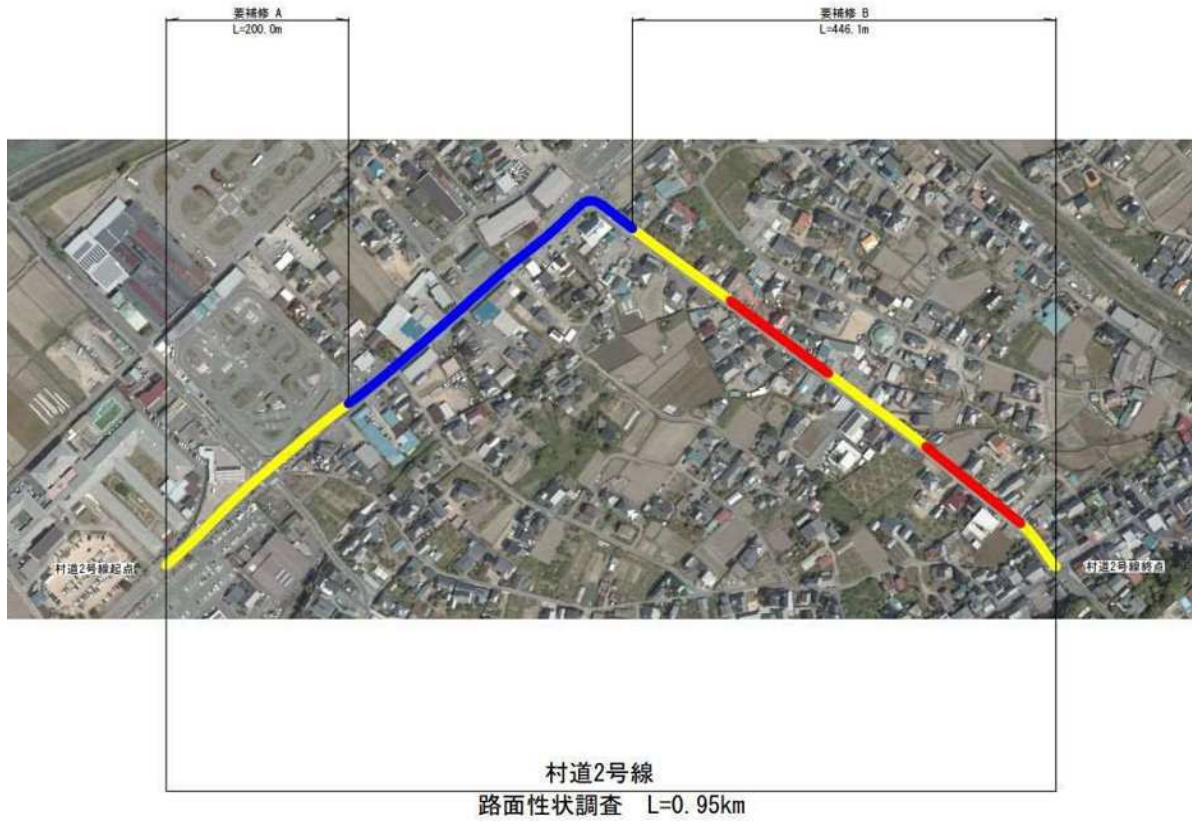 要補修 A
L=200.0m
要補修 B
L=446.1m
村道2号線起点
村道2号線終点
村道2号線
路面性状調査 L=0.95km